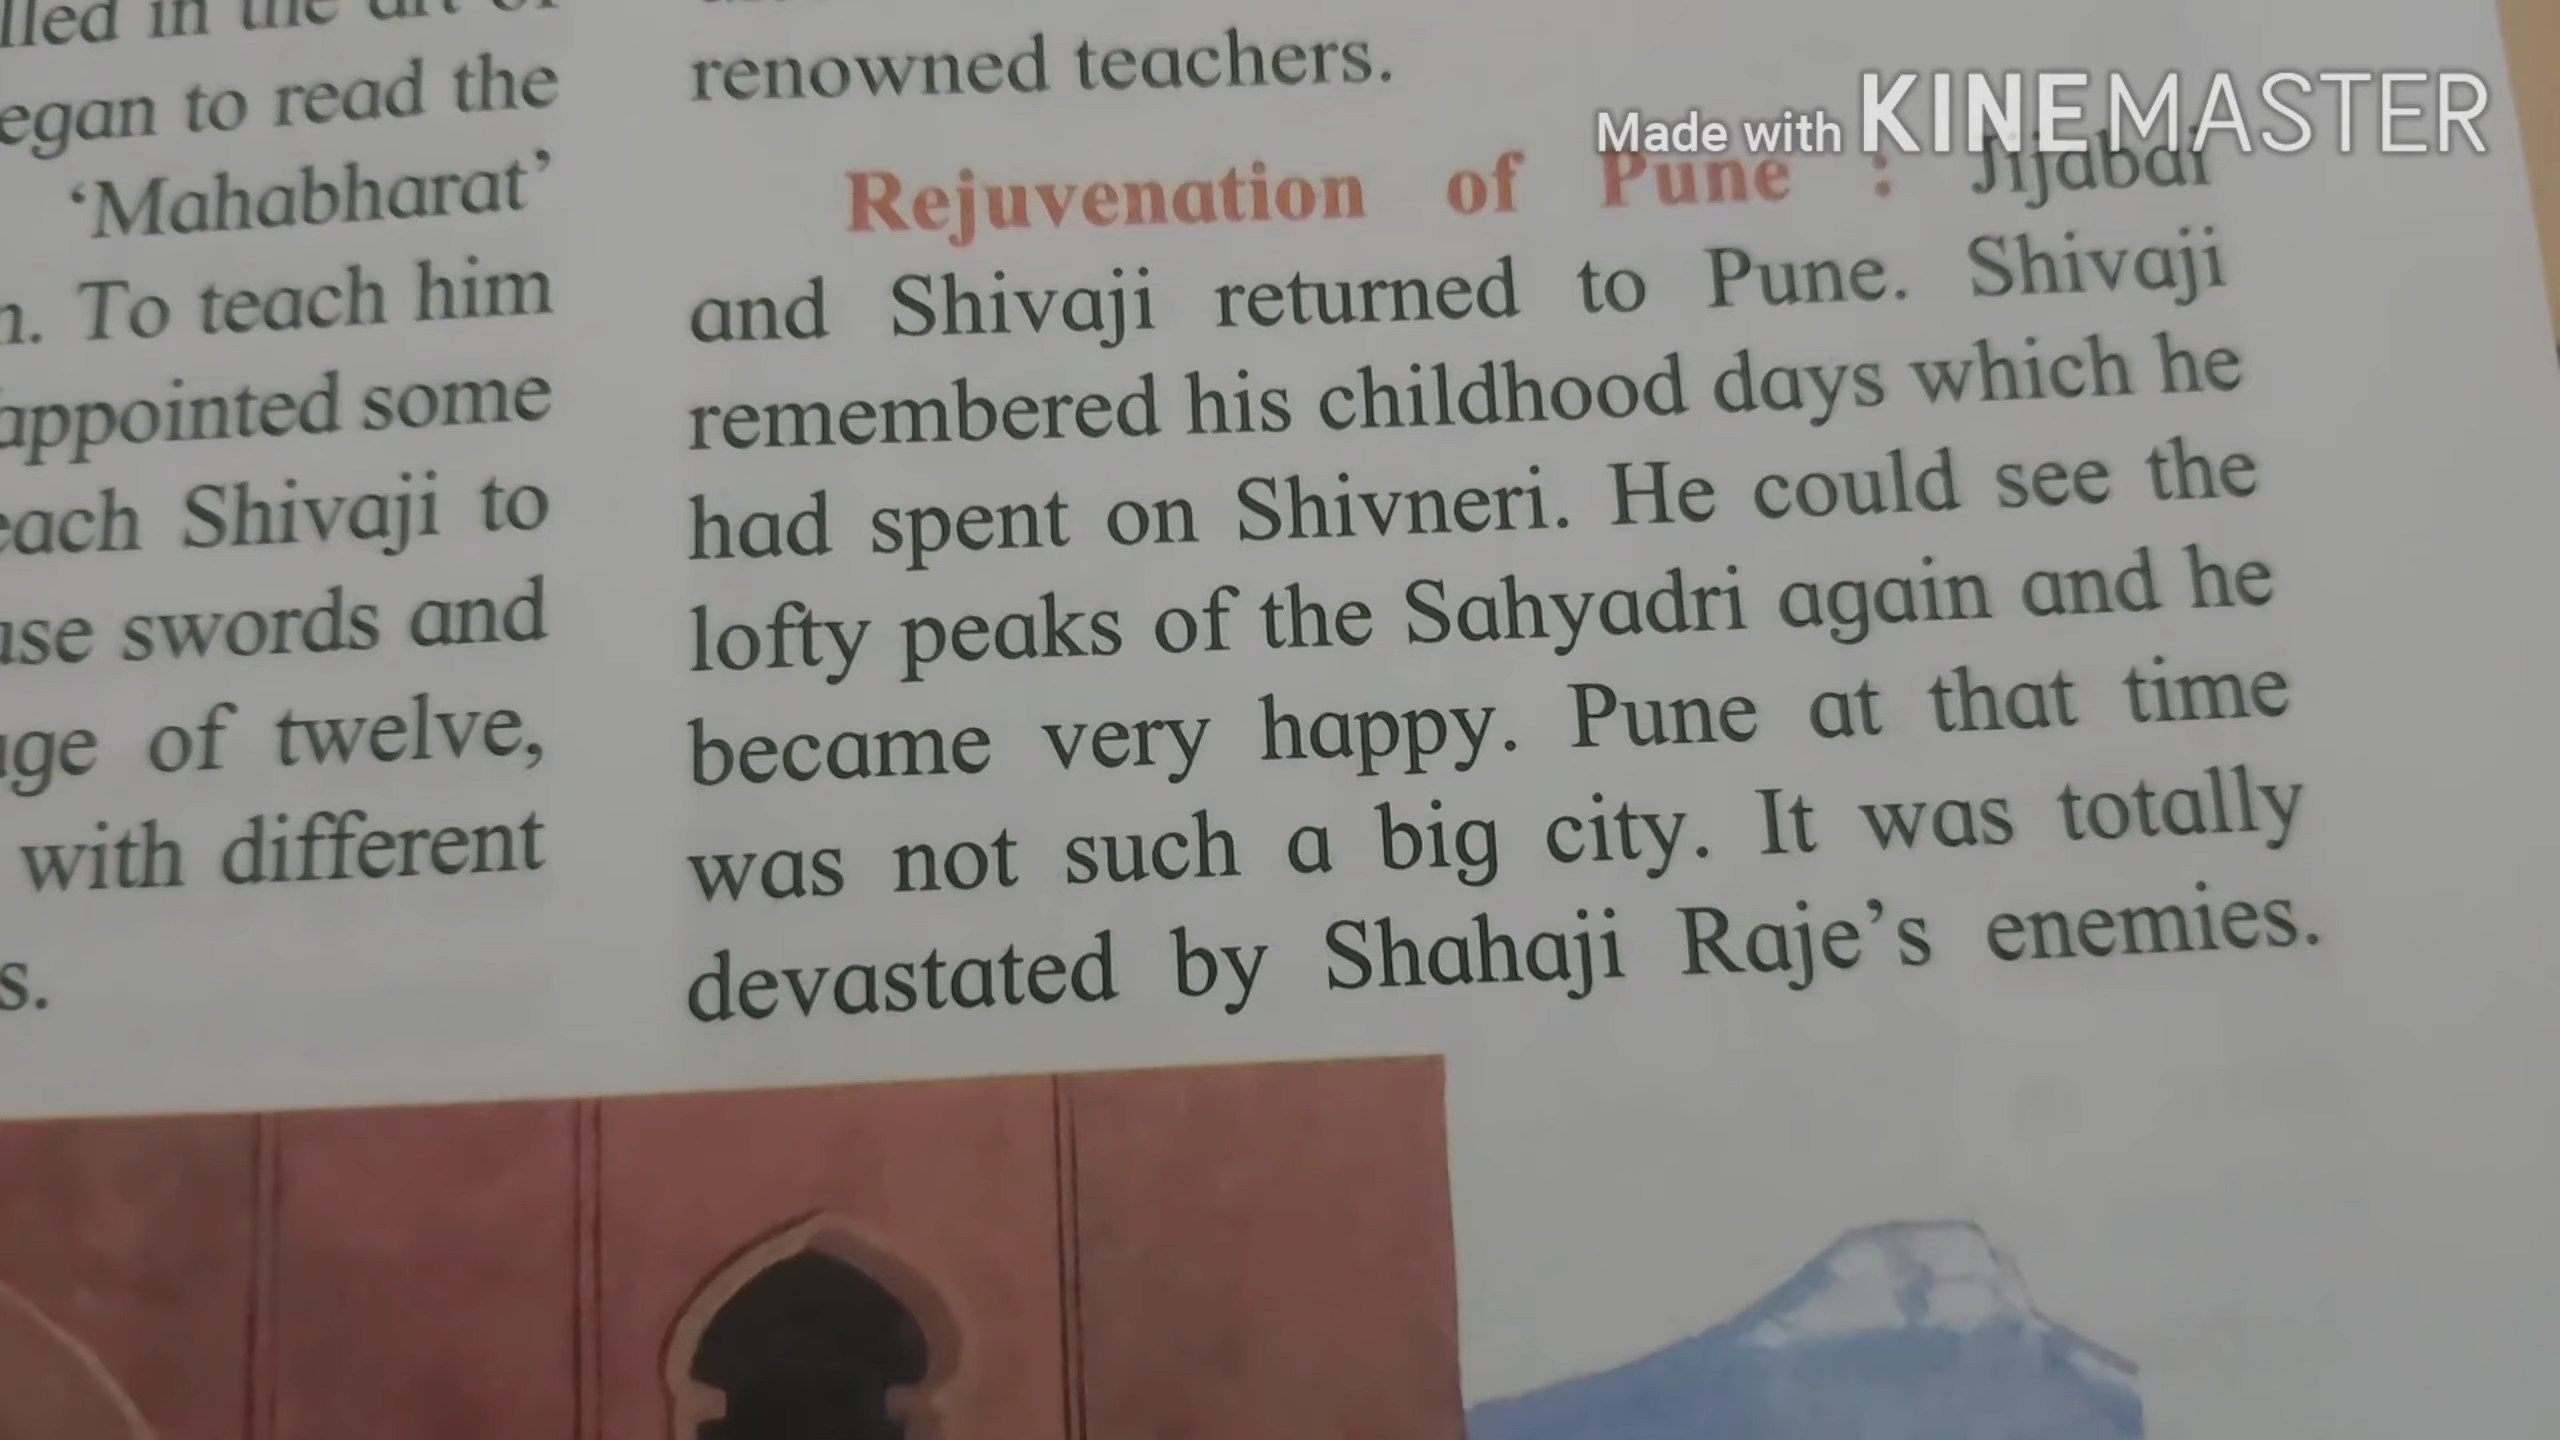 lled in the art of
egan to read the
‘Mahabharat’
n. To teach him
appointed some
each Shivaji to
use swords and
age of twelve,
with different
s.
renowned teachers.
Rejuvenation of Pune : Jijabai
and Shivaji returned to Pune. Shivaji
remembered his childhood days which he
had spent on Shivneri. He could see the
lofty peaks of the Sahyadri again and he
became very happy. Pune at that time
was not such a big city. It was totally
devastated by Shahaji Raje’s enemies.
Made with KINEMASTER